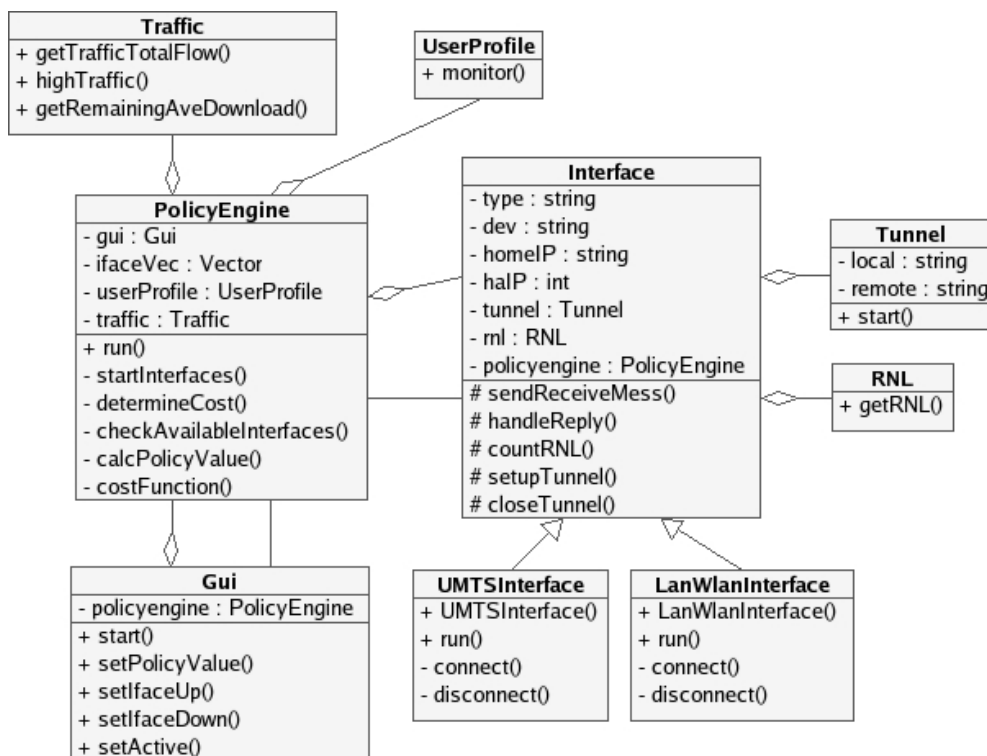 Traffic
+ getTrafficTotalFlow()
+ highTraffic()
+ getRemainingAveDownload()
UserProfile
+ monitor()
PolicyEngine
- gui : Gui
- ifaceVec : Vector
- userProfile : UserProfile
- traffic : Traffic
+ run()
- startInterfaces()
- determineCost()
- checkAvailableInterfaces()
- calcPolicyValue()
- costFunction()
Interface
- type : string
- dev : string
- homeIP : string
- haIP : int
- tunnel : Tunnel
- rnl : RNL
- policyengine : PolicyEngine
# sendReceiveMess()
# handleReply()
# countRNL()
# setupTunnel()
# closeTunnel()
Tunnel
- local : string
- remote : string
+ start()
RNL
+ getRNL()
Gui
- policyengine : PolicyEngine
+ start()
+ setPolicyValue()
+ setIfaceUp()
+ setIfaceDown()
+ setActive()
UMTSInterface
+ UMTSInterface()
+ run()
- connect()
- disconnect()
LanWlanInterface
+ LanWlanInterface()
+ run()
- connect()
- disconnect()